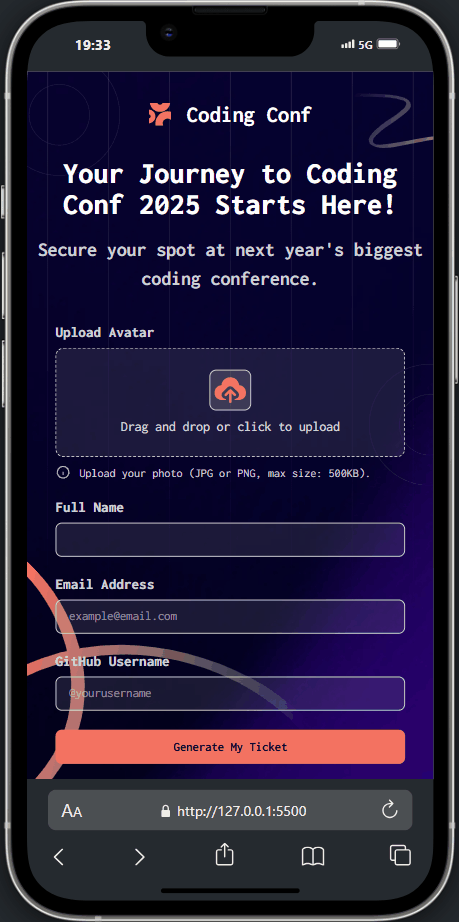 19:33
5G
Coding Conf
Your Journey to Coding
Conf 2025 Starts Here!
Secure your spot at next year's biggest
coding conference.
Upload Avatar
Drag and drop or click to upload
Upload your photo (JPG or PNG, max size: 500KB).
Full Name
Email Address
example@email.com
GitHub Username
@yourusername
Generate My Ticket
AA http://127.0.0.1:5500